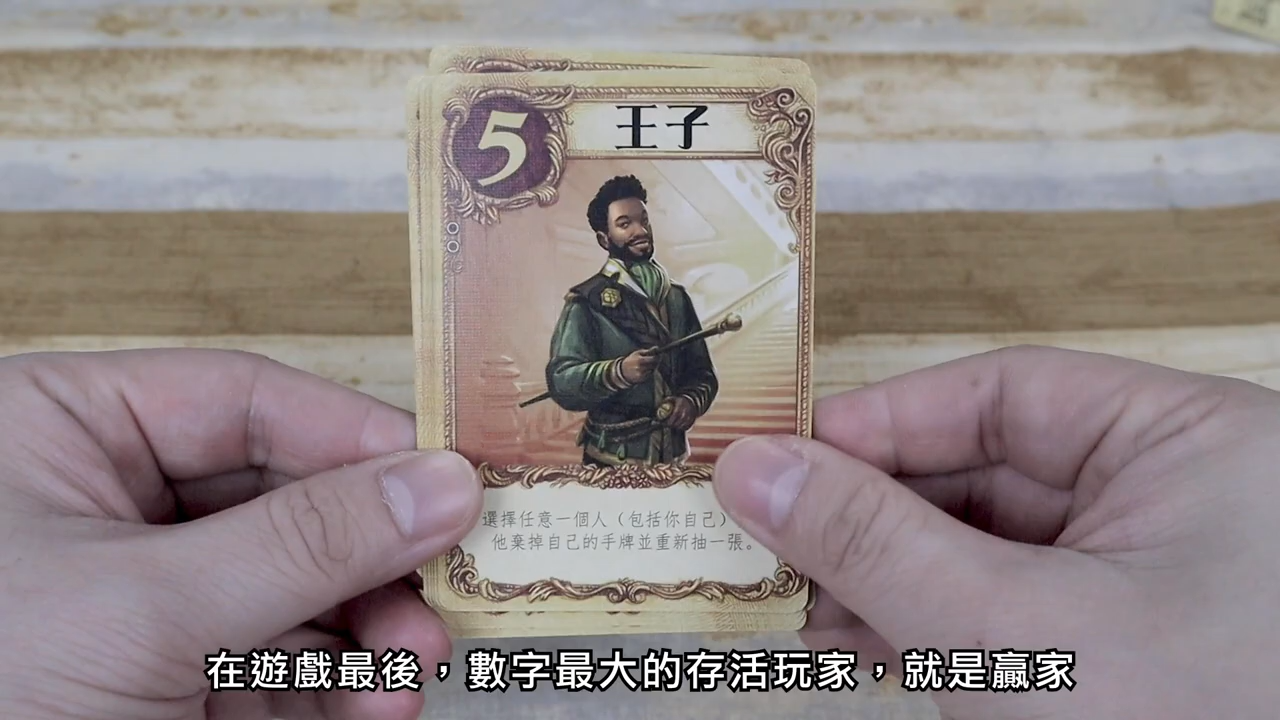 5
王子
選擇任意一個人（包括你自己）
他棄掉自己的手牌並重新抽一張。
在遊戲最後，數字最大的存活玩家，就是贏家